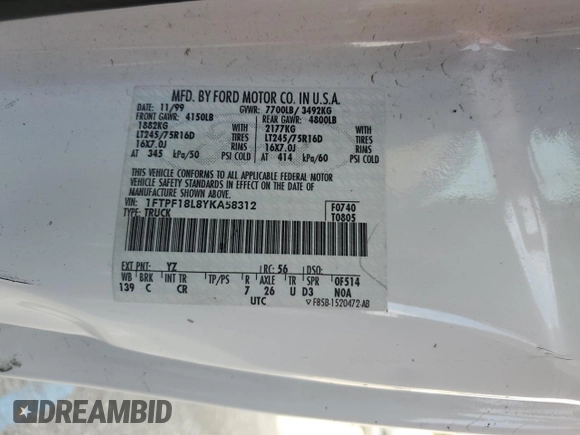 MFD. BY FORD MOTOR CO. IN U.S.A.
DATE: 11/99 GVWR: 7700LB/ 3492KG
FRONT GAWR: 4150LB REAR GAWR: 4800LB
1882KG WITH 2177KG WITH
LT245/75R16D TIRES LT245/75R16D TIRES
16X7.0J RIMS 16X7.0J RIMS
AT 345 kPa/50 PSI COLD AT 414 kPa/60 PSI COLD
THIS VEHICLE CONFORMS TO ALL APPLICABLE FEDERAL MOTOR
VEHICLE SAFETY STANDARDS IN EFFECT ON THE DATE OF
MANUFACTURE SHOWN ABOVE.
VIN: 1FTPF18L8YKA58312 F0740
TYPE: TRUCK T0805
EXT PNT: YZ RC: 56 DSO:
WB BRK INT TR TP/PS R AXLE TR SPR 0F514
139 C CR 7 26 U D3 NOA
UTC F85B-1520472-AB
DREAMBID